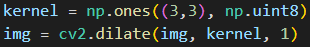 kernel = np.ones((3,3), np.uint8)
img = cv2.dilate(img, kernel, 1)